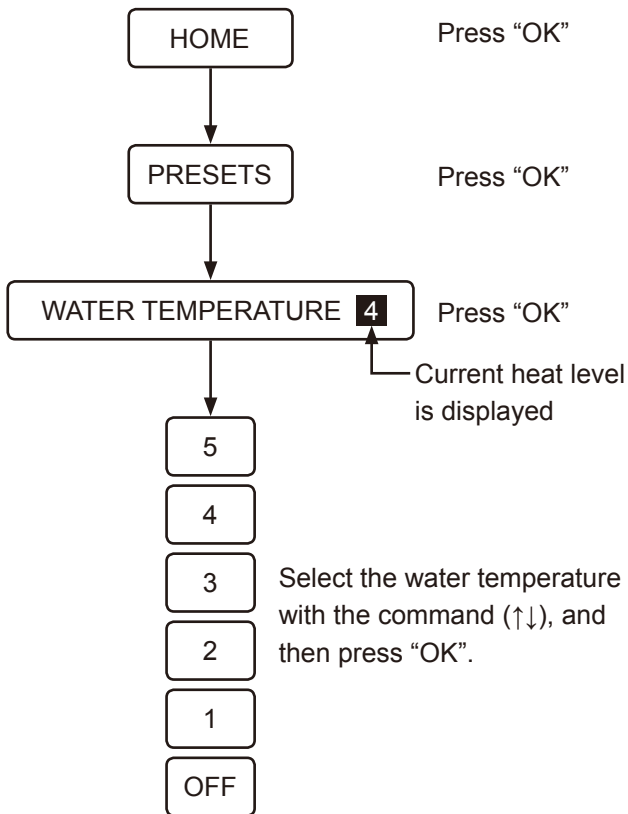 HOME Press “OK”
PRESETS Press “OK”
WATER TEMPERATURE 4 Press “OK”
Current heat level
is displayed
5
4
3
2
1
OFF
Select the water temperature
with the command (↑↓), and
then press “OK”.